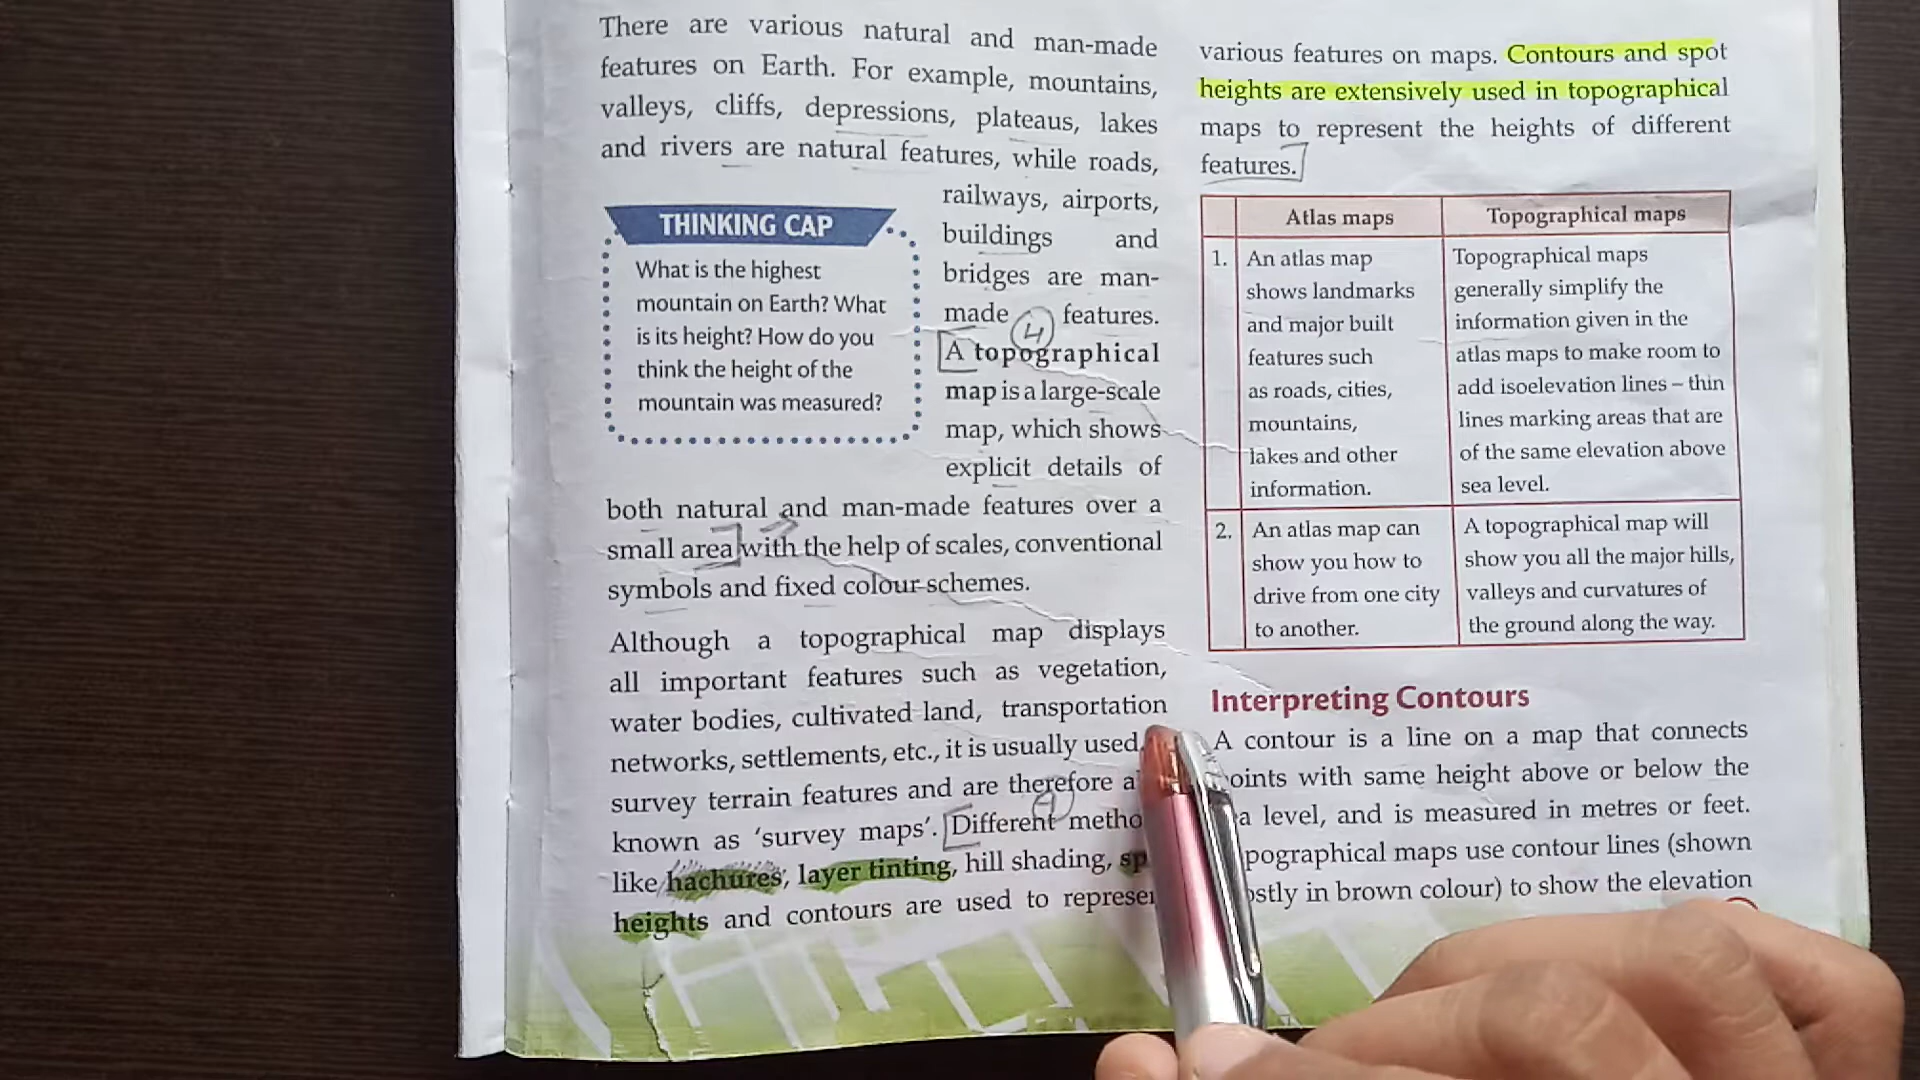 There are various natural and man-made
features on Earth. For example, mountains,
valleys, cliffs, depressions, plateaus, lakes
and rivers are natural features, while roads,
railways, airports,
buildings and
bridges are man-
made features.
4
A topographical
map is a large-scale
map, which shows
explicit details of
both natural and man-made features over a
small area with the help of scales, conventional
symbols and fixed colour schemes.
THINKING CAP
What is the highest
mountain on Earth? What
is its height? How do you
think the height of the
mountain was measured?
Although a topographical map displays
all important features such as vegetation,
water bodies, cultivated land, transportation
networks, settlements, etc., it is usually used
survey terrain features and are therefore
known as 'survey maps'. Different
like hachures, layer tinting, hill shading,
heights and contours are used to
various features on maps. Contours and spot
heights are extensively used in topographical
maps to represent the heights of different
features.
Atlas maps
Topographical maps
1.
An atlas map
shows landmarks
and major built
features such
as roads, cities,
mountains,
lakes and other
information.
Topographical maps
generally simplify the
information given in the
atlas maps to make room to
add isoelevation lines – thin
lines marking areas that are
of the same elevation above
sea level.
2.
An atlas map can
show you how to
drive from one city
to another.
A topographical map will
show you all the major hills,
valleys and curvatures of
the ground along the way.
Interpreting Contours
A contour is a line on a map that connects
with same height above or below the
level, and is measured in metres or feet.
maps use contour lines (shown
in brown colour) to show the elevation